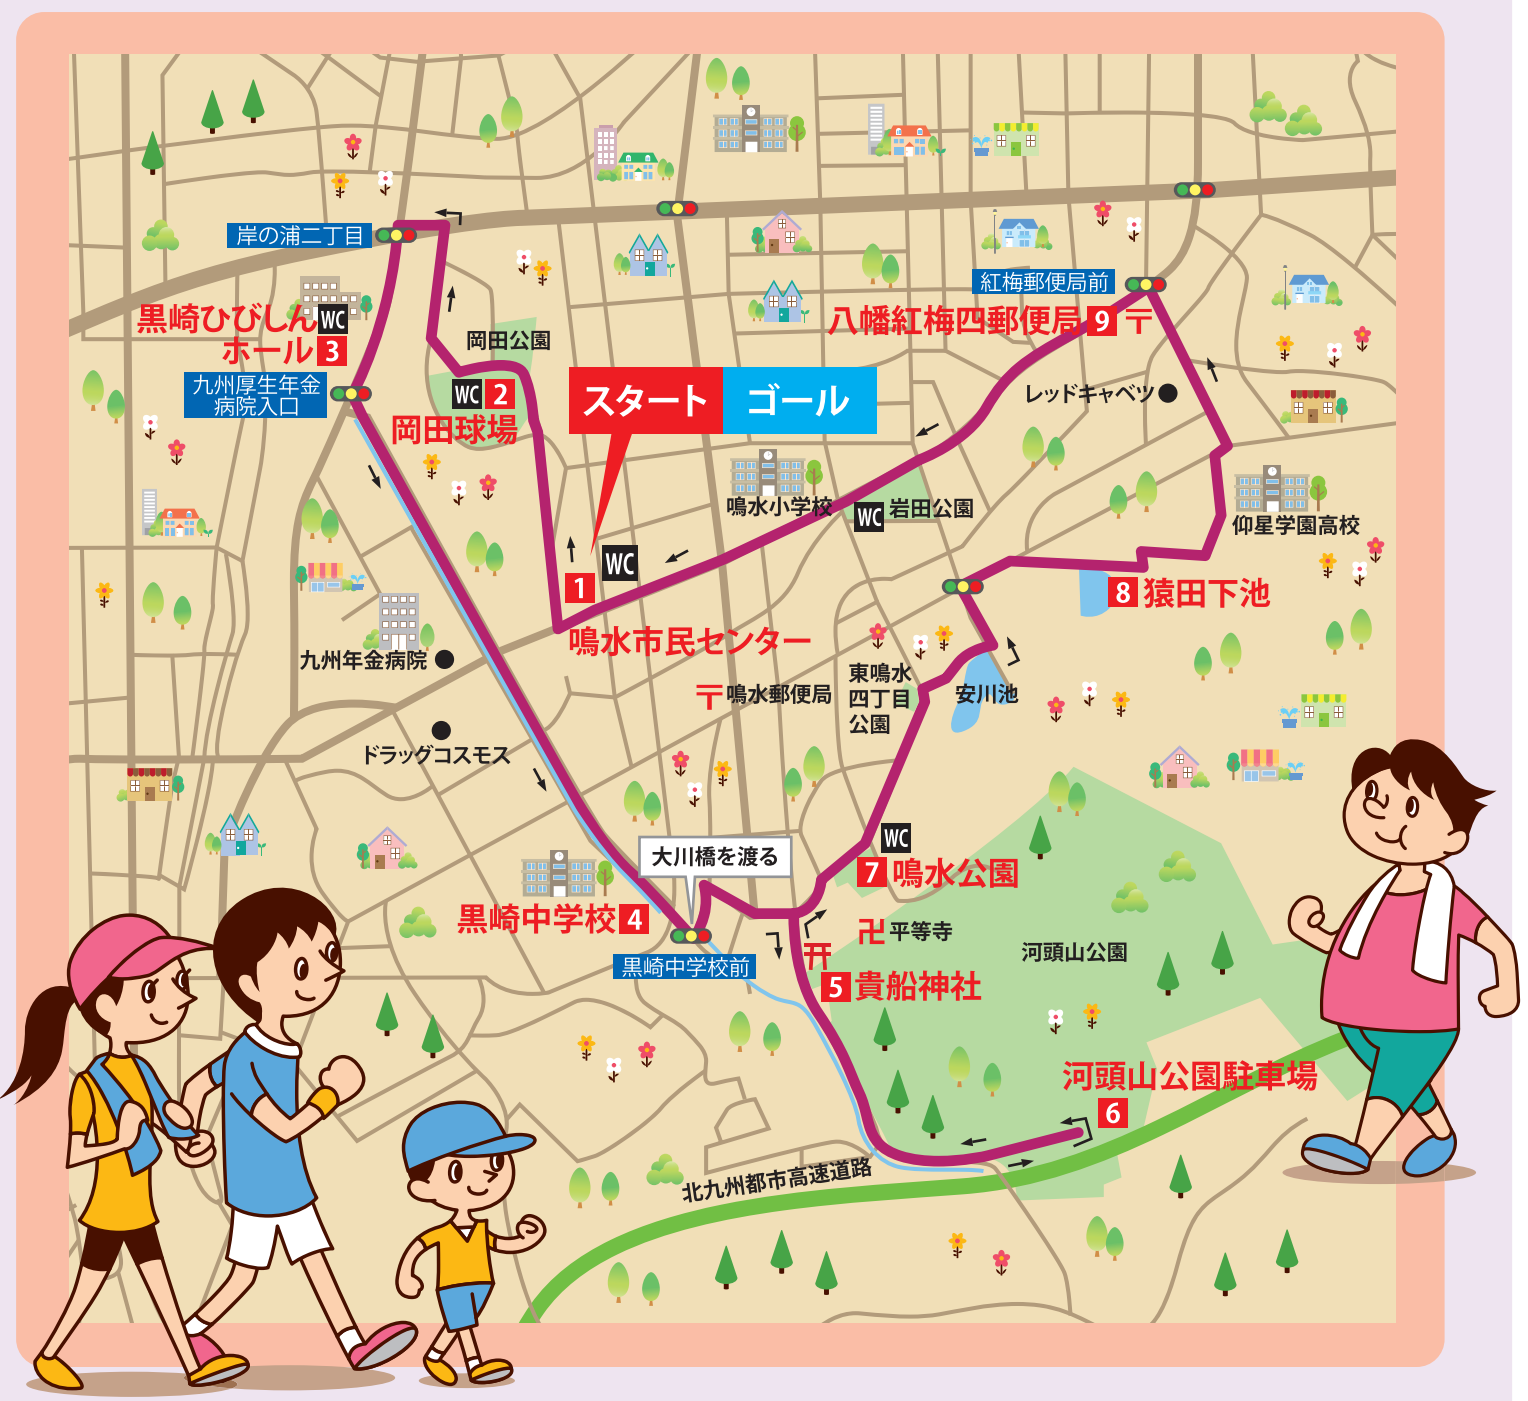 岸の浦二丁目
黒崎ひびしん
ホール
WC
3
九州厚生年金
病院入口
岡田公園
WC
2
岡田球場
スタート
ゴール
紅梅郵便局前
八幡紅梅四郵便局
9
〒
レッドキャベツ
鳴水小学校
WC
岩田公園
仰星学園高校
WC
1
8
猿田下池
鳴水市民センター
九州年金病院
〒
鳴水郵便局
東鳴水
四丁目
公園
安川池
ドラッグコスモス
大川橋を渡る
WC
7
鳴水公園
黒崎中学校
4
卍
平等寺
河頭山公園
黒崎中学校前
5
貴船神社
河頭山公園駐車場
6
北九州都市高速道路